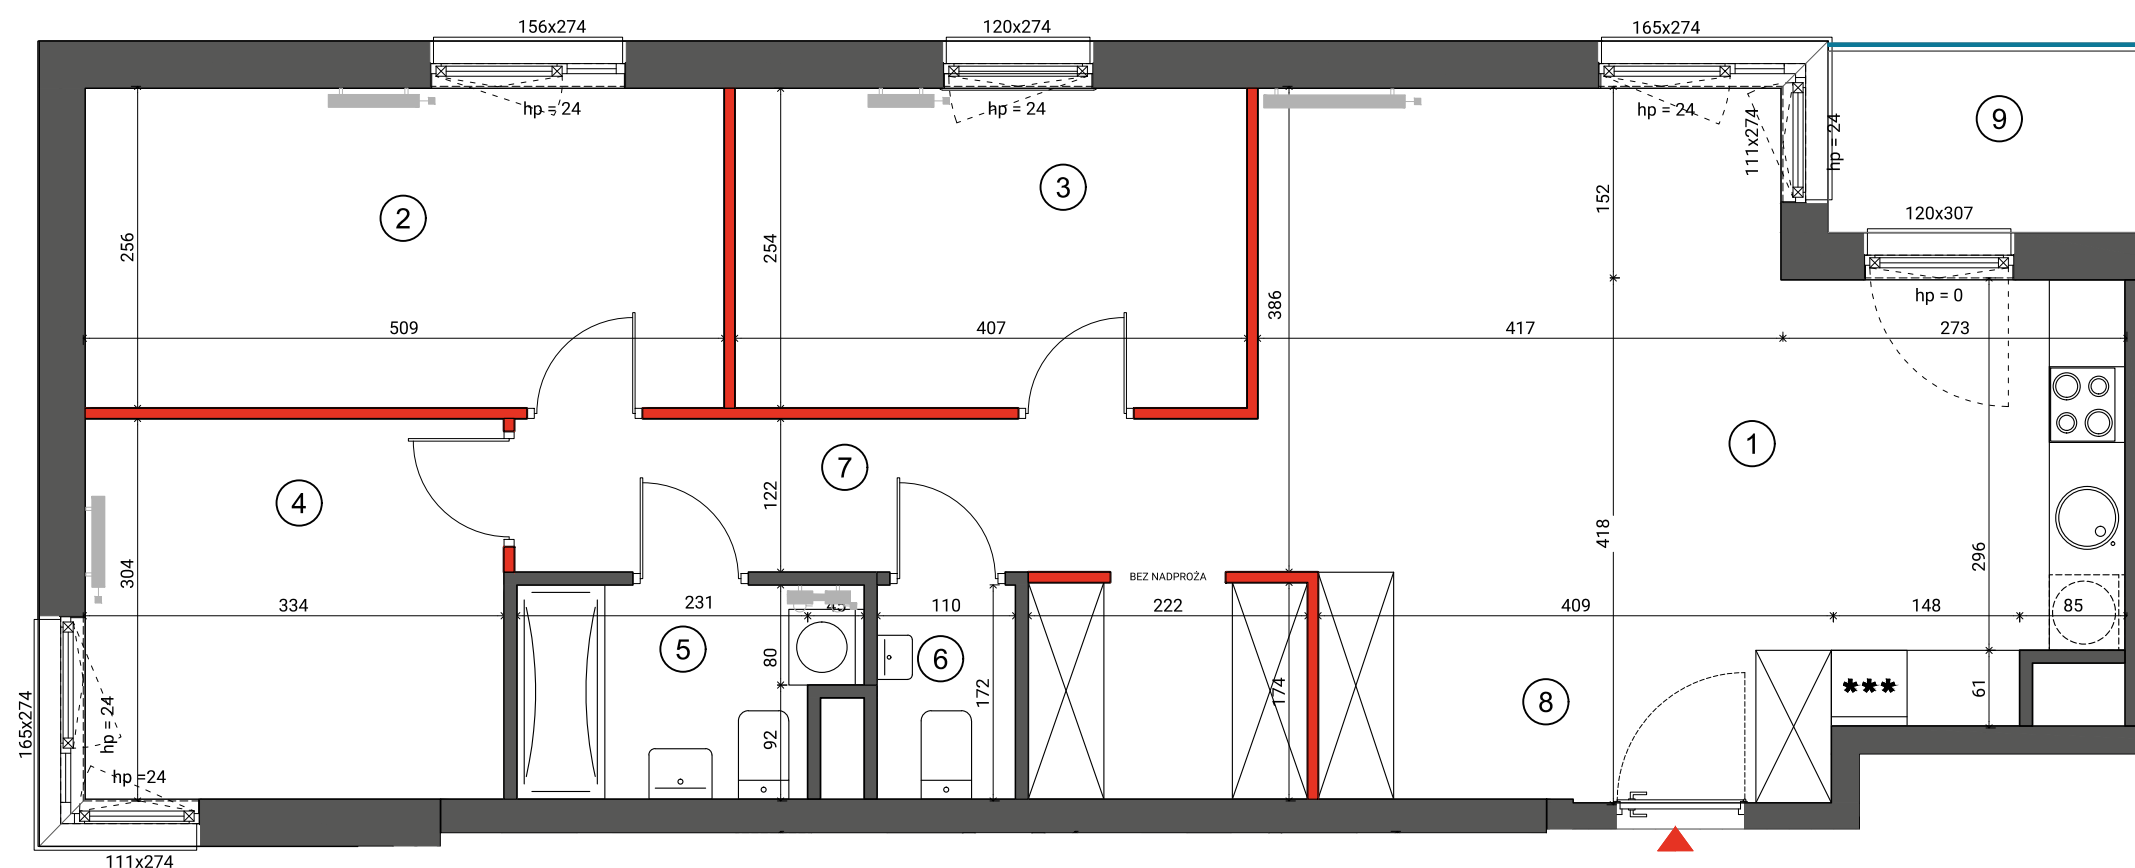 156x274
120x274
165x274
hp = 24
hp = 24
hp = 24
111x274
hp = 24
9
3
2
152
120x307
256
254
386
hp = 0
509
407
417
273
1
7
4
122
418
296
304
BEZ NADPROŻA
334
231
45
110
222
409
148
85
5
6
80
172
174
8
61
***
165x274
hp = 24
92
hp =24
111x274